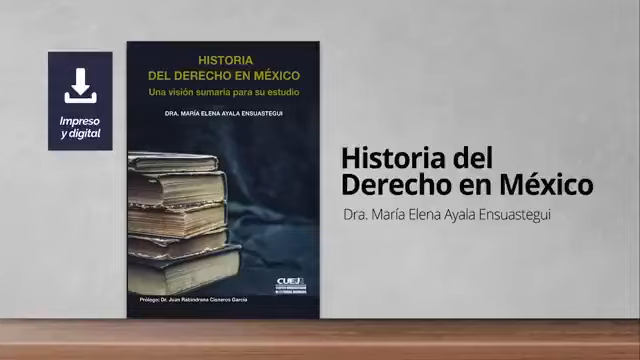 Impreso
y digital
HISTORIA
DEL DERECHO EN MÉXICO
Una visión sumaria para su estudio
DRA. MARÍA ELENA AYALA ENSUASTEGUI
CUEJ
Prólogo: Dr. Juan Rabindrana Cisneros García
Historia del
Derecho en México
Dra. María Elena Ayala Ensuastegui